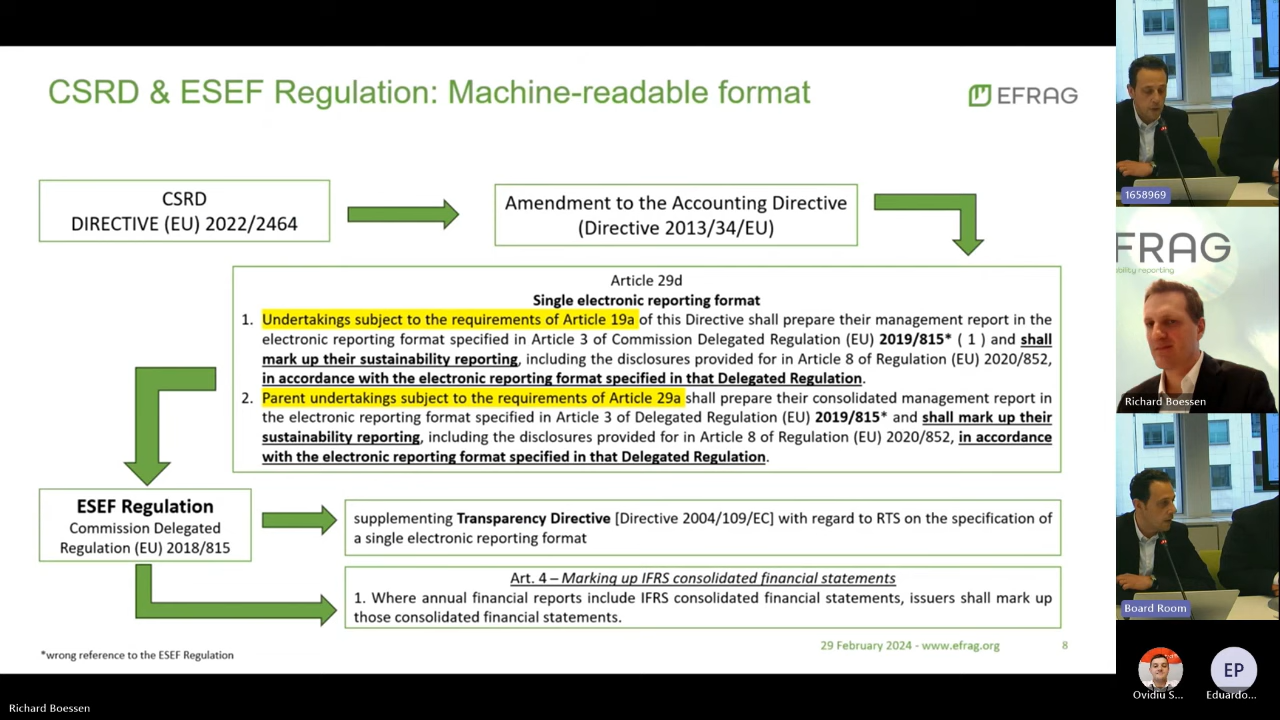 CSRD & ESEF Regulation: Machine-readable format
EFRAG
CSRD
DIRECTIVE (EU) 2022/2464
Amendment to the Accounting Directive
(Directive 2013/34/EU)
Article 29d
Single electronic reporting format
1. Undertakings subject to the requirements of Article 19a of this Directive shall prepare their management report in the
electronic reporting format specified in Article 3 of Commission Delegated Regulation (EU) 2019/815* ( 1 ) and shall
mark up their sustainability reporting, including the disclosures provided for in Article 8 of Regulation (EU) 2020/852,
in accordance with the electronic reporting format specified in that Delegated Regulation.
2. Parent undertakings subject to the requirements of Article 29a shall prepare their consolidated management report in
the electronic reporting format specified in Article 3 of Delegated Regulation (EU) 2019/815* and shall mark up their
sustainability reporting, including the disclosures provided for in Article 8 of Regulation (EU) 2020/852, in accordance
with the electronic reporting format specified in that Delegated Regulation.
ESEF Regulation
Commission Delegated
Regulation (EU) 2018/815
supplementing Transparency Directive [Directive 2004/109/EC] with regard to RTS on the specification of
a single electronic reporting format
Art. 4 – Marking up IFRS consolidated financial statements
1. Where annual financial reports include IFRS consolidated financial statements, issuers shall mark up
those consolidated financial statements.
29 February 2024 - www.efrag.org
8
*wrong reference to the ESEF Regulation
Richard Boessen
1658969
FRAG
bility reporting
Richard Boessen
Board Room
Ovidiu S...
EP
Eduardo...